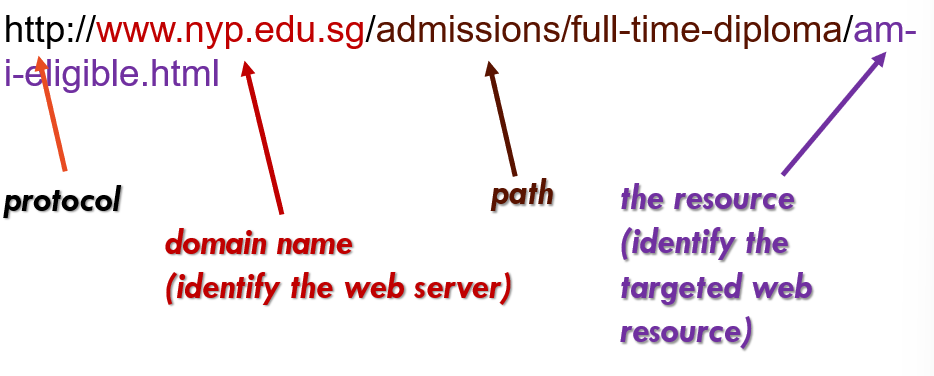 http://www.nyp.edu.sg/admissions/full-time-diploma/am-
i-eligible.html
protocol
domain name
(identify the web server)
path
the resource
(identify the
targeted web
resource)